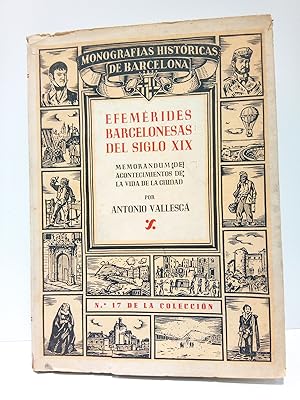 MONOGRAFIAS HISTÓRICAS
DE BARCELONA
EFEMÉRIDES
BARCELONESAS
DEL SIGLO XIX
MEMORANDUM DE
ACONTECIMIENTOS DE
LA VIDA DE LA CIUDAD
POR
ANTONIO VALLESCÁ
N.º 17 DE LA COLECCIÓN